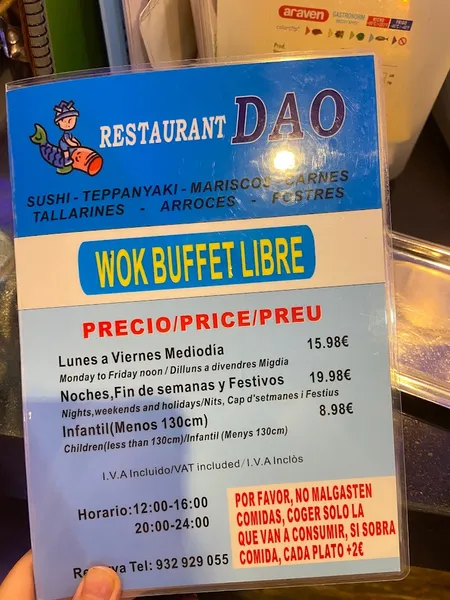 araven
GASTRONORM
RESTAURANT DAO
SUSHI - TEPPANYAKI - MARISCOS - CARNES
TALLARINES - ARROCES - POSTRES
WOK BUFFET LIBRE
PRECIO/PRICE/PREU
Lunes a Viernes Mediodía 15.98€
Monday to Friday noon / Dilluns a divendres Migdia
Noches,Fin de semanas y Festivos 19.98€
Nights,weekends and holidays/Nits, Cap d'setmanes i Festius
Infantil(Menos 130cm) 8.98€
Children(less than 130cm)/Infantil (Menys 130cm)
I.V.A Incluido/VAT included/I.V.A Inclòs
Horario:12:00-16:00
20:00-24:00
Tel: 932 929 055
POR FAVOR, NO MALGASTEN
COMIDAS, COGER SOLO LA
QUE VAN A CONSUMIR, SI SOBRA
COMIDA, CADA PLATO +2€